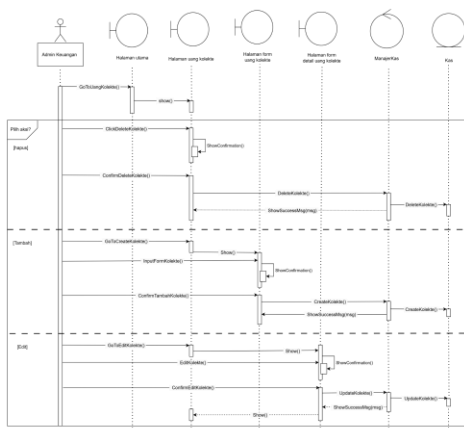 Admin Keuangan
Halaman utama
Halaman uang kolekte
Halaman form
uang kolekte
Halaman form
detail uang kolekte
ManajerKas
Kas
GoToUangKolekte()
show()
Pilih aksi?
[hapus]
ClickDeleteKolekte()
ShowConfirmation()
ConfirmDeleteKolekte()
DeleteKolekte()
DeleteKolekte()
ShowSuccessMsg(msg)
[Tambah]
GoToCreateKolekte()
Show()
InputFormKolekte()
ShowConfirmation()
ConfirmTambahKolekte
CreateKolekte()
CreateKolekte()
ShowSuccessMsg(msg)
[Edit]
GoToEditKolekte()
Show()
EditKolekte()
ShowConfirmation()
ConfirmEditKolekte()
UpdateKolekte()
UpdateKolekte()
ShowSuccessMsg(msg)
Show()